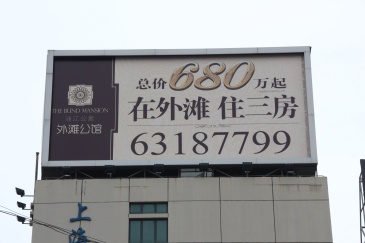 THE BUND MANSION
外滩公馆
总价680万起
在外滩 住三房
63187799
上海